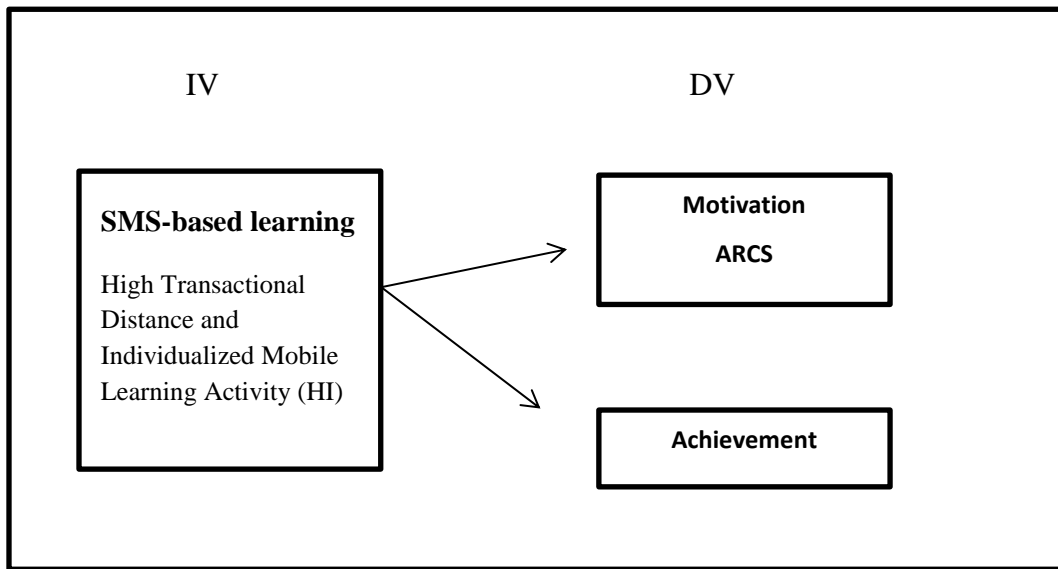 IV
DV
SMS-based learning
High Transactional
Distance and
Individualized Mobile
Learning Activity (HI)
Motivation
ARCS
Achievement